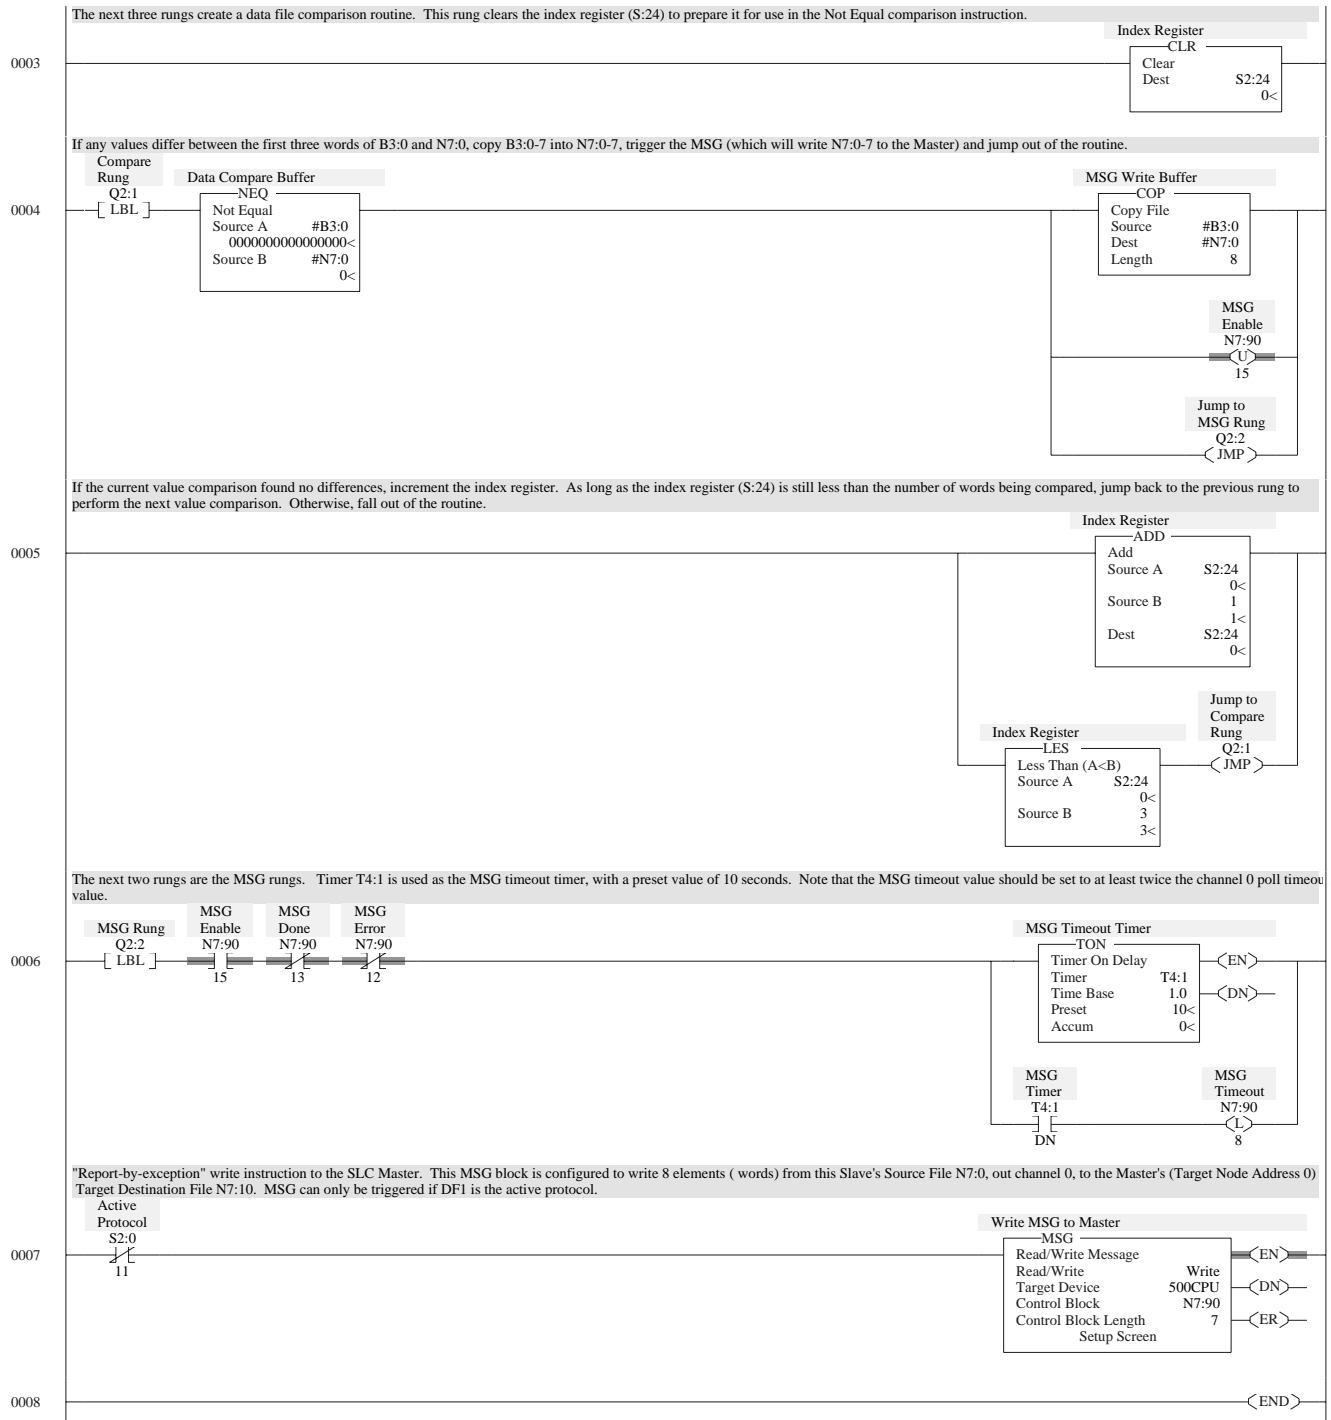 The next three rungs create a data file comparison routine.  This rung clears the index register (S:24) to prepare it for use in the Not Equal comparison instruction.
Index Register
CLR
0003
Clear
Dest S2:24
0<
If any values differ between the first three words of B3:0 and N7:0, copy B3:0-7 into N7:0-7, trigger the MSG (which will write N7:0-7 to the Master) and jump out of the routine.
Compare
Rung
Q2:1
LBL
0004
Data Compare Buffer
NEQ
Not Equal
Source A #B3:0
0000000000000000<
Source B #N7:0
0<
MSG Write Buffer
COP
Copy File
Source #B3:0
Dest #N7:0
Length 8
MSG
Enable
N7:90
U
15
Jump to
MSG Rung
Q2:2
JMP
If the current value comparison found no differences, increment the index register.  As long as the index register (S:24) is still less than the number of words being compared, jump back to the previous rung to
perform the next value comparison.  Otherwise, fall out of the routine.
Index Register
ADD
0005
Add
Source A S2:24
0<
Source B 1
1<
Dest S2:24
0<
Index Register
LES
Less Than (A<B)
Source A S2:24
0<
Source B 3
3<
Jump to
Compare
Rung
Q2:1
JMP
The next two rungs are the MSG rungs.   Timer T4:1 is used as the MSG timeout timer, with a preset value of 10 seconds.  Note that the MSG timeout value should be set to at least twice the channel 0 poll timeou
value.
MSG Rung
Q2:2
LBL
0006
MSG
Enable
N7:90
15
MSG
Done
N7:90
13
MSG
Error
N7:90
12
MSG Timeout Timer
TON
Timer On Delay
Timer T4:1
Time Base 1.0
Preset 10<
Accum 0<
EN
DN
MSG
Timer
T4:1
DN
MSG
Timeout
N7:90
L
8
"Report-by-exception" write instruction to the SLC Master.  This MSG block is configured to write 8 elements ( words) from this Slave's Source File N7:0, out channel 0, to the Master's (Target Node Address 0)
Target Destination File N7:10.  MSG can only be triggered if DF1 is the active protocol.
Active
Protocol
S2:0
11
0007
Write MSG to Master
MSG
Read/Write Message
Read/Write Write
Target Device 500CPU
Control Block N7:90
Control Block Length 7
Setup Screen
EN
DN
ER
0008
END